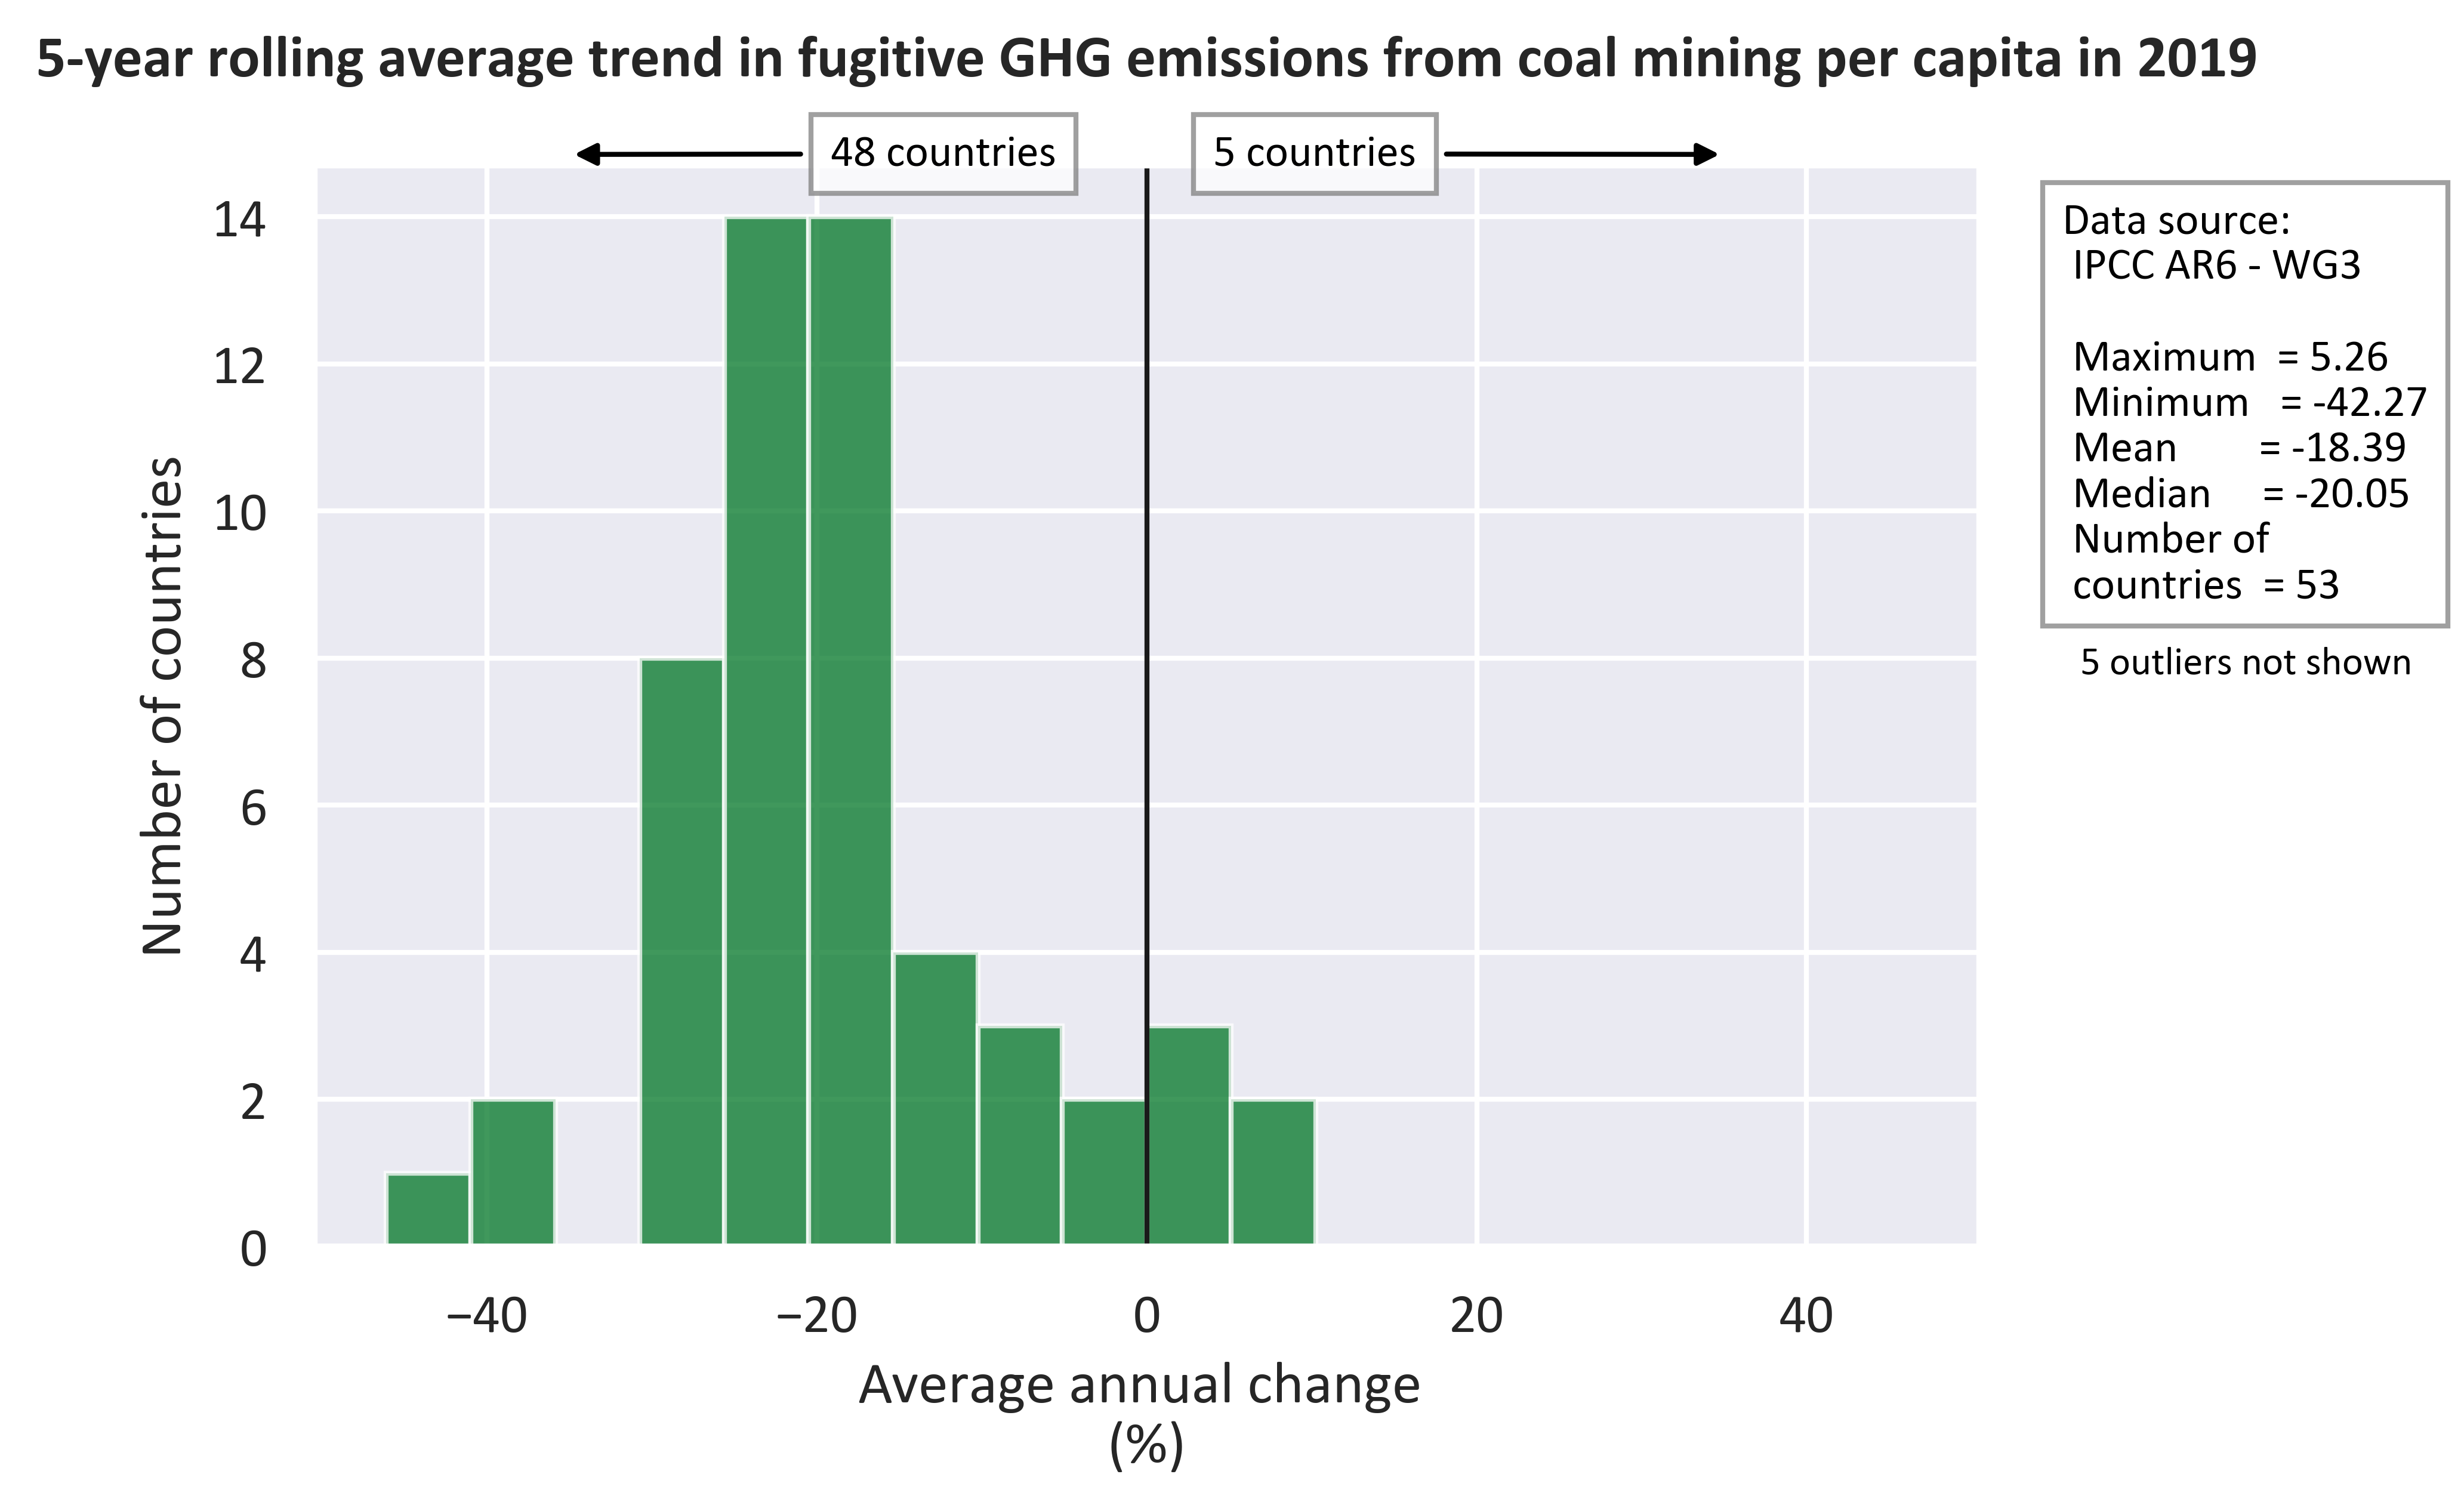 5-year rolling average trend in fugitive GHG emissions from coal mining per capita in 2019
48 countries
5 countries
Data source:
IPCC AR6 - WG3
Maximum = 5.26
Minimum = -42.27
Mean = -18.39
Median = -20.05
Number of
countries = 53
5 outliers not shown
Number of countries
14
12
10
8
6
4
2
0
−40
−20
0
20
40
Average annual change
(%)